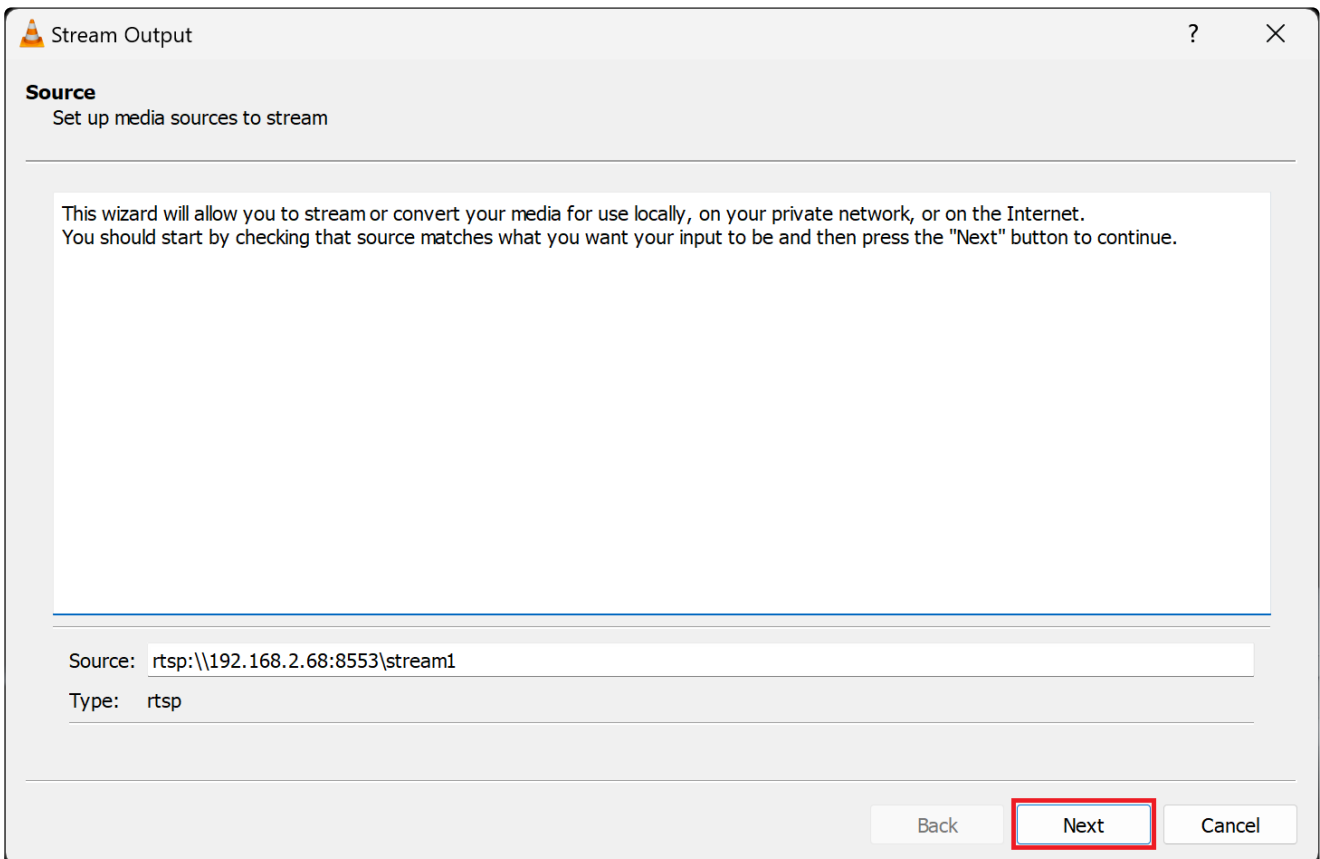 Stream Output
?
Source
Set up media sources to stream
This wizard will allow you to stream or convert your media for use locally, on your private network, or on the Internet.
You should start by checking that source matches what you want your input to be and then press the "Next" button to continue.
Source: rtsp:\\192.168.2.68:8553\stream1
Type: rtsp
Back Next Cancel